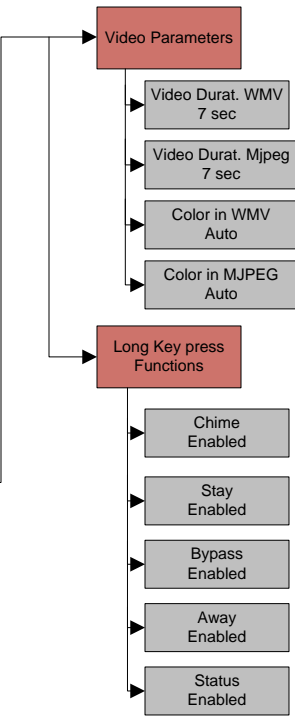 Video Parameters
Video Durat. WMV
7 sec
Video Durat. Mjpeg
7 sec
Color in WMV
Auto
Color in MJPEG
Auto
Long Key press
Functions
Chime
Enabled
Stay
Enabled
Bypass
Enabled
Away
Enabled
Status
Enabled